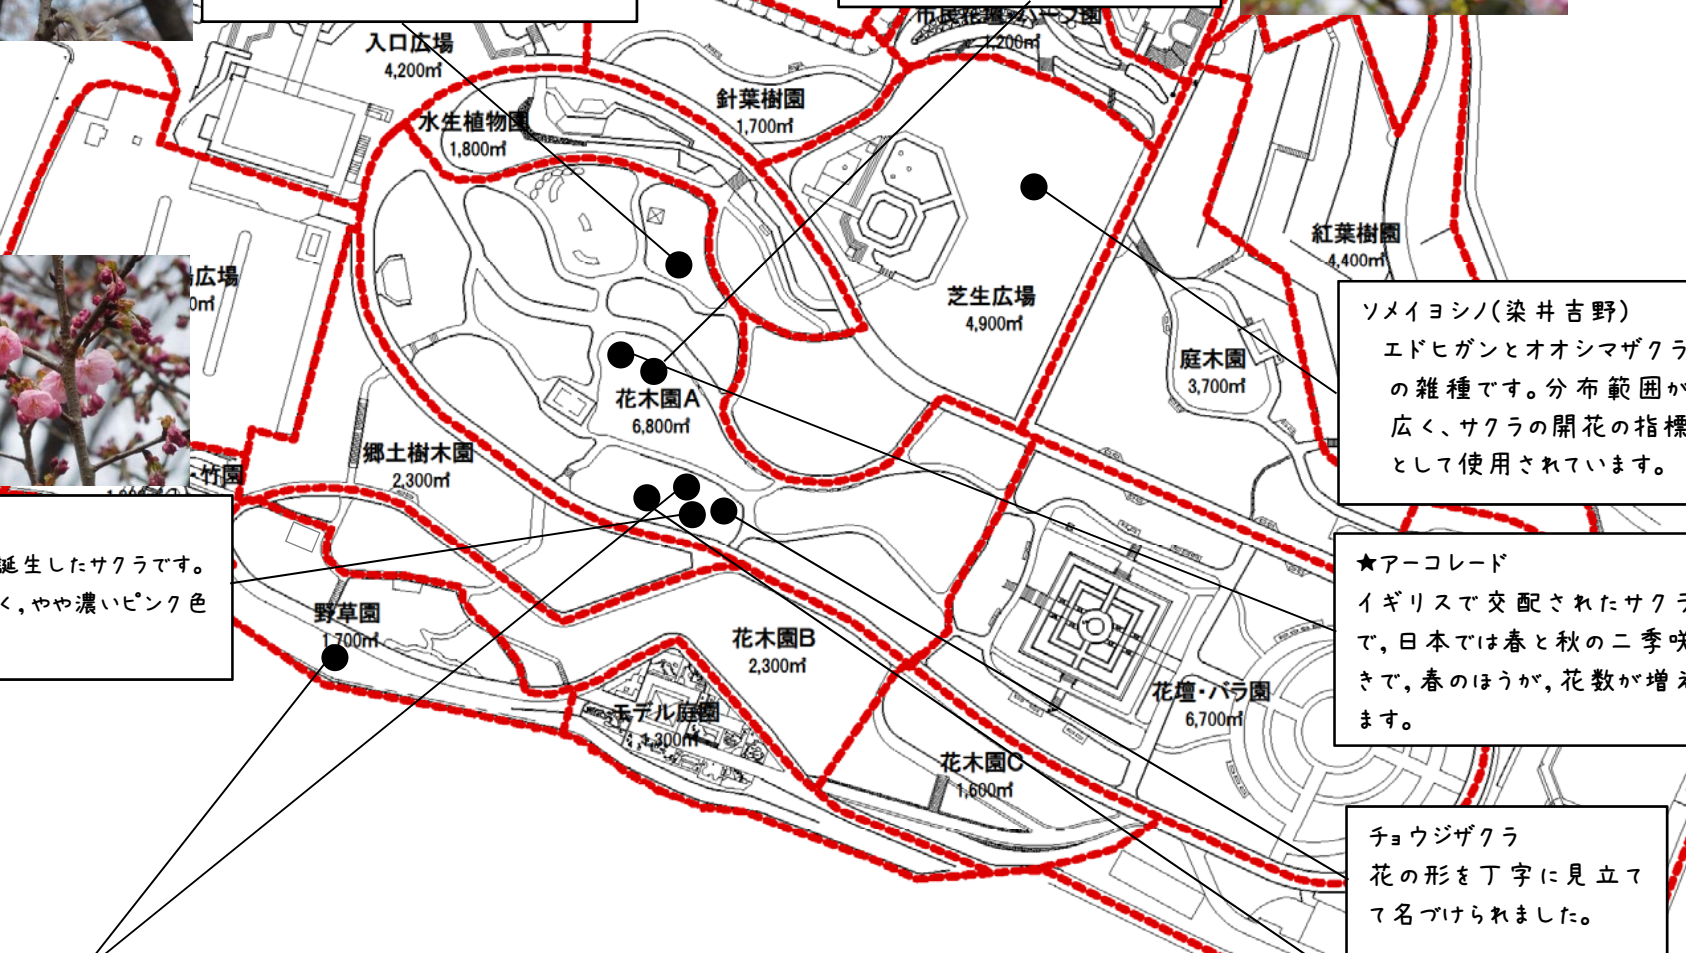 市民花壇・ハーブ園
1,200㎡
入口広場
4,200㎡
針葉樹園
1,700㎡
水生植物園
1,800㎡
紅葉樹園
4,400㎡
広場
0㎡
芝生広場
4,900㎡
庭木園
3,700㎡
花木園A
6,800㎡
郷土樹木園
2,300㎡
竹園
野草園
1,700㎡
花木園B
2,300㎡
モデル庭園
1,300㎡
花壇・バラ園
6,700㎡
花木園C
1,600㎡
ソメイヨシノ(染井吉野)
エドヒガンとオオシマザクラ
の雑種です。分布範囲が
広く、サクラの開花の指標
として使用されています。
誕生したサクラです。
く,やや濃いピンク色
★アーコレード
イギリスで交配されたサクラ
で,日本では春と秋の二季咲
きで,春のほうが,花数が増え
ます。
チョウジザクラ
花の形を丁字に見立て
て名づけられました。